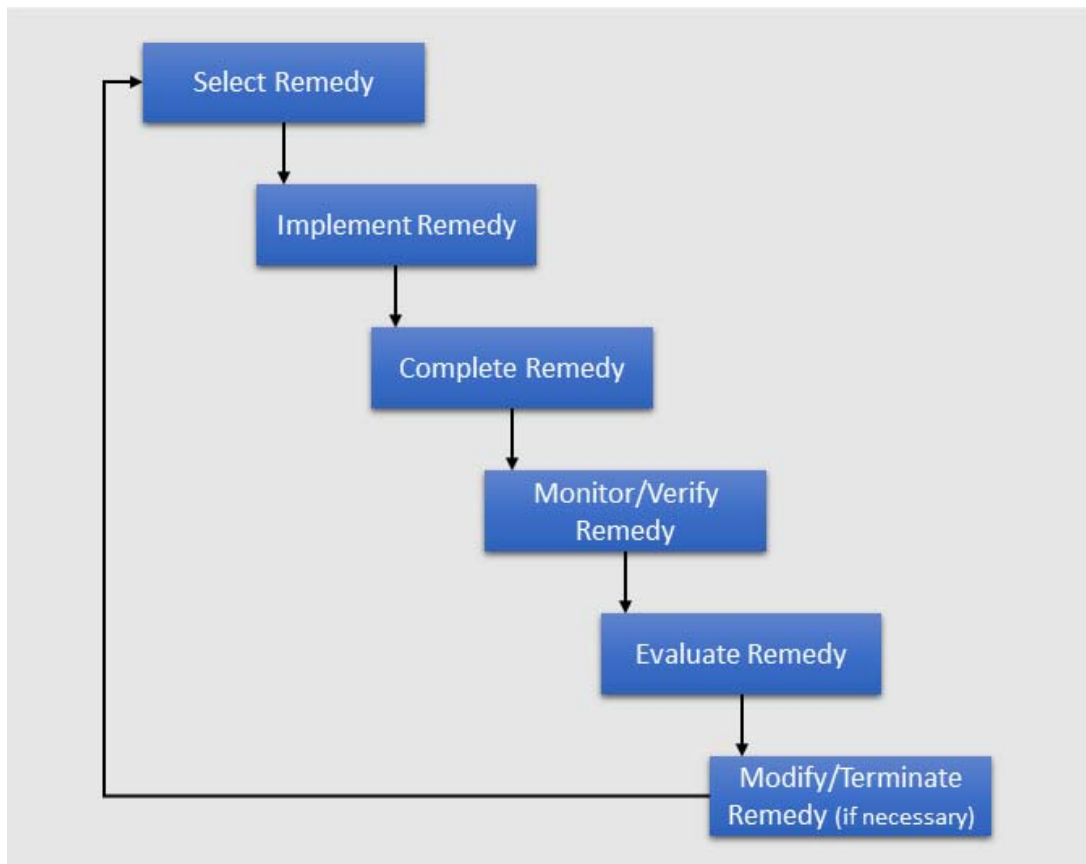 Select Remedy
Implement Remedy
Complete Remedy
Monitor/Verify
Remedy
Evaluate Remedy
Modify/Terminate
Remedy (if necessary)